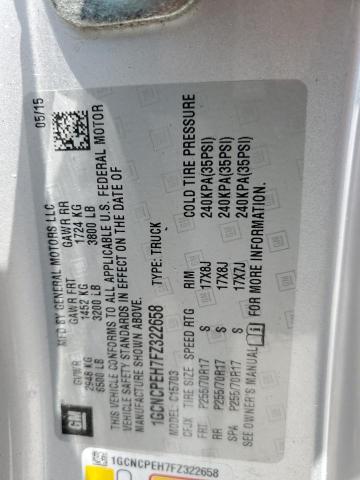 05/15
MFD BY GENERAL MOTORS LLC
GVWR GAWR FRT GAWR RR
2948 KG 1452 KG 1724 KG
6500 LB 3200 LB 3800 LB
THIS VEHICLE CONFORMS TO ALL APPLICABLE U.S. FEDERAL MOTOR
VEHICLE SAFETY STANDARDS IN EFFECT ON THE DATE OF
MANUFACTURE SHOWN ABOVE.
1GCNCPEH7FZ322658 TYPE: TRUCK
MODEL: C15703
CFJX TIRE SIZE SPEED RTG RIM COLD TIRE PRESSURE
FRT P255/70R17 S 17X8J 240KPA(35PSI)
RR P255/70R17 S 17X8J 240KPA(35PSI)
SPA P255/70R17 S 17X7J 240KPA(35PSI)
SEE OWNER'S MANUAL FOR MORE INFORMATION.
GM
1GCNCPEH7FZ322658